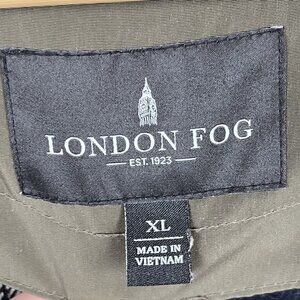 LONDON FOG
EST. 1923
XL
MADE IN
VIETNAM